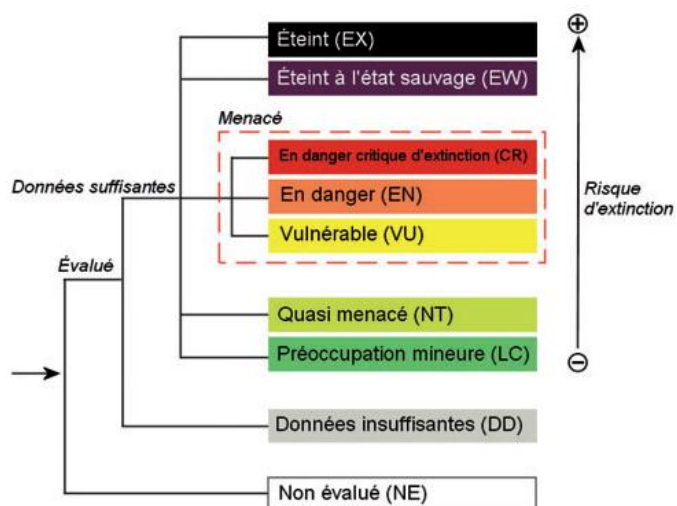 Éteint (EX)
Éteint à l'état sauvage (EW)
Menacé
En danger critique d'extinction (CR)
Données suffisantes
En danger (EN)
Risque
d'extinction
Vulnérable (VU)
Évalué
Quasi menacé (NT)
Préoccupation mineure (LC)
Données insuffisantes (DD)
Non évalué (NE)